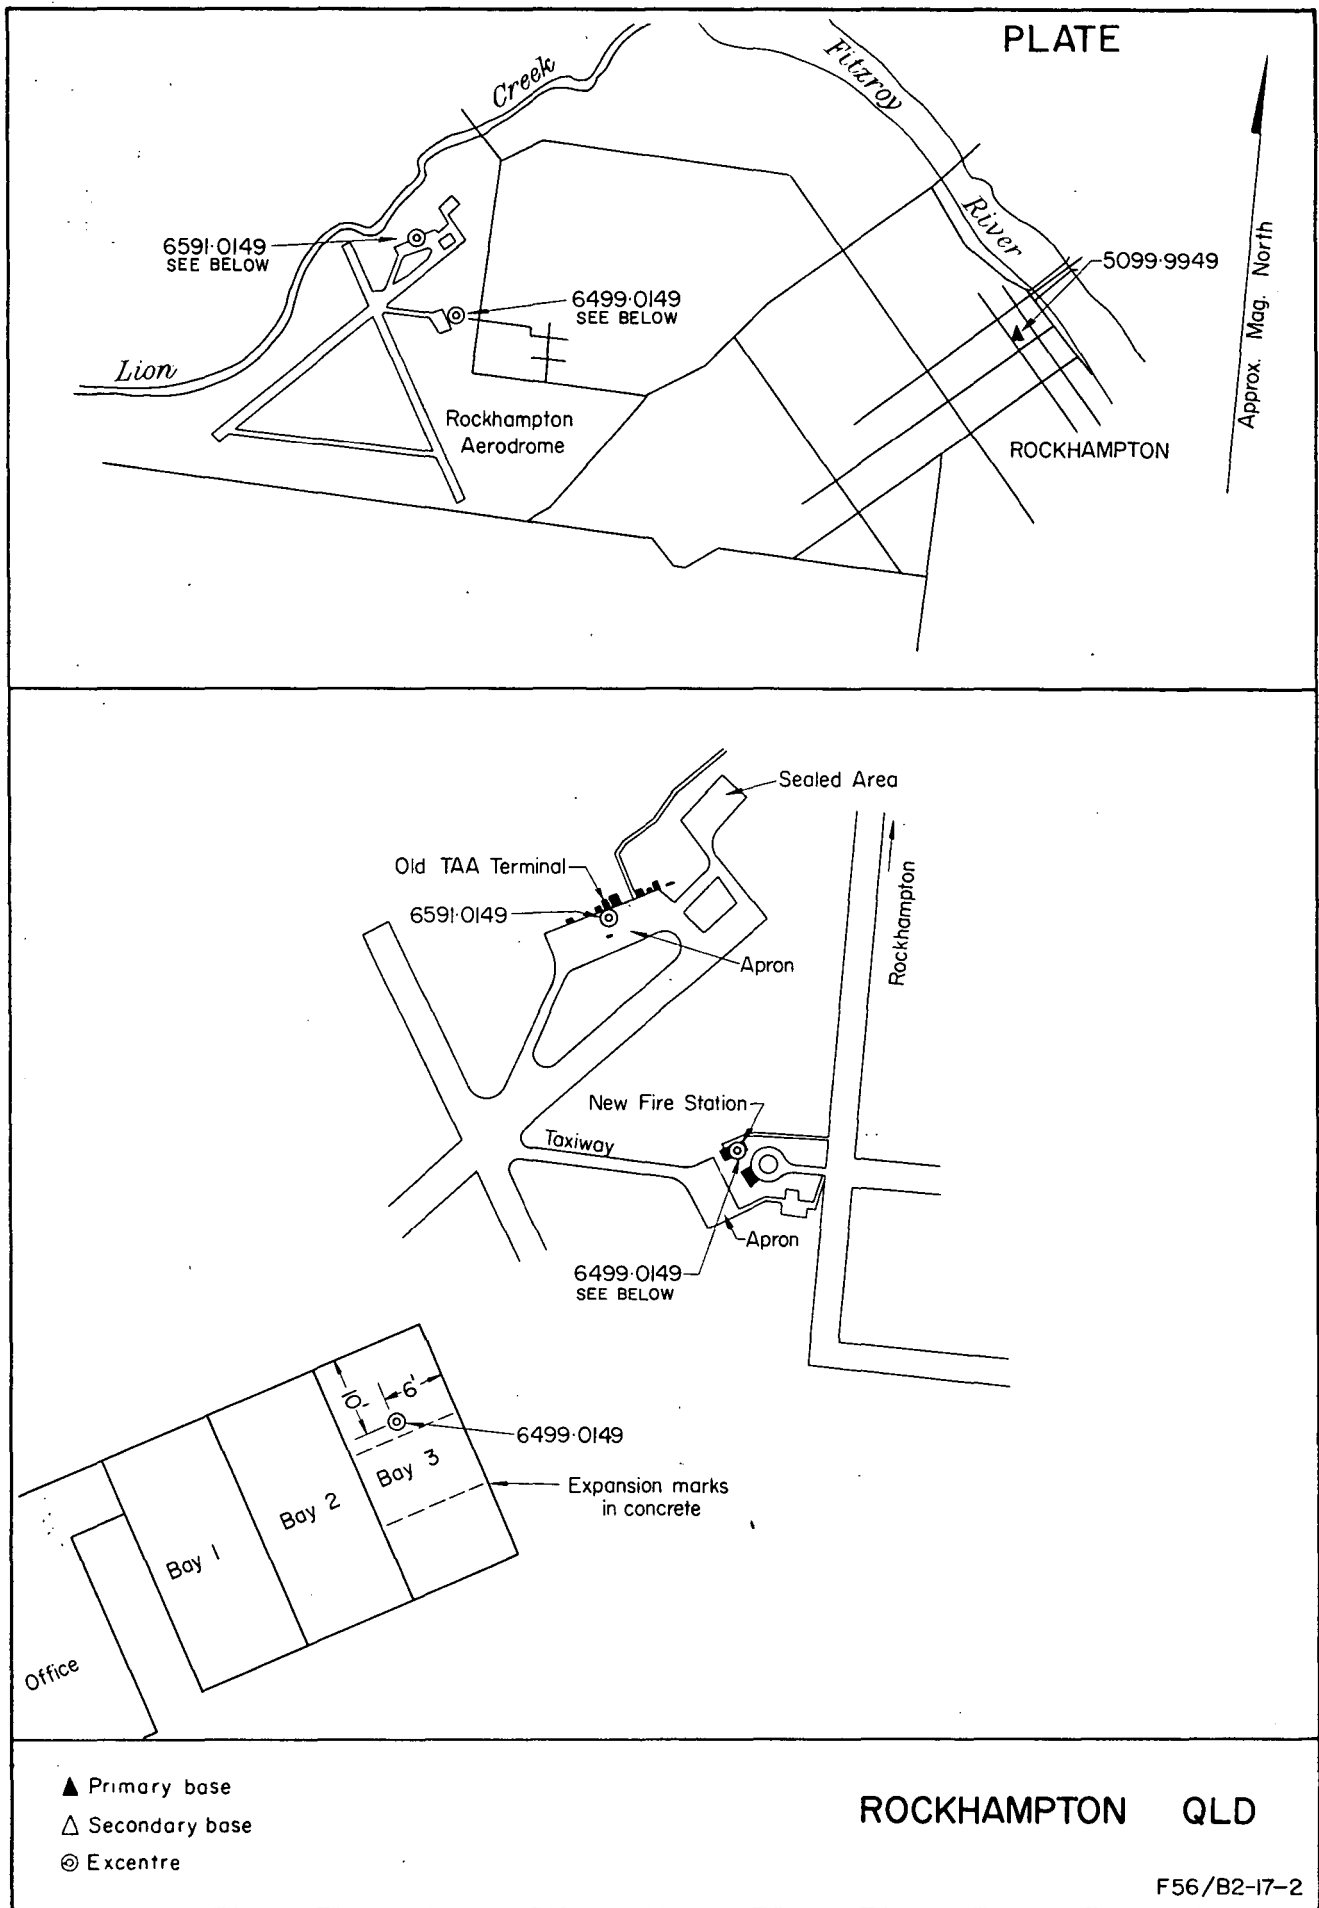 PLATE
Creek
Fitzroy
River
6591·0149
SEE BELOW
5099·9949
6499·0149
SEE BELOW
Approx. Mag. North
Lion
Rockhampton
Aerodrome
ROCKHAMPTON
Sealed Area
Old TAA Terminal
6591·0149
Apron
Rockhampton
New Fire Station
Taxiway
Apron
6499·0149
SEE BELOW
10'
6'
6499·0149
Bay 3
Expansion marks
in concrete
Bay 2
Bay 1
Office
▲ Primary base
△ Secondary base
◎ Excentre
ROCKHAMPTON QLD
F56/B2-17-2